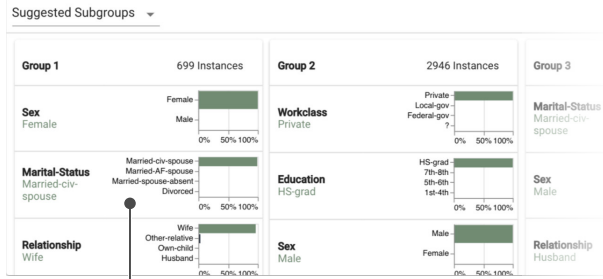 Suggested Subgroups
Group 1
699 Instances
Sex
Female
Female
Male
0% 50% 100%
Marital-Status
Married-civ-
spouse
Married-civ-spouse
Married-AF-spouse
Married-spouse-absent
Divorced
0% 50% 100%
Relationship
Wife
Wife
Other-relative
Own-child
Husband
0% 50% 100%
Group 2
2946 Instances
Workclass
Private
Private
Local-gov
Federal-gov
?
0% 50% 100%
Education
HS-grad
HS-grad
7th-8th
5th-6th
1st-4th
0% 50% 100%
Sex
Male
Male
Female
0% 50% 100%
Group 3
Marital-Status
Married-civ-
spouse
Sex
Male
Relationship
Husband